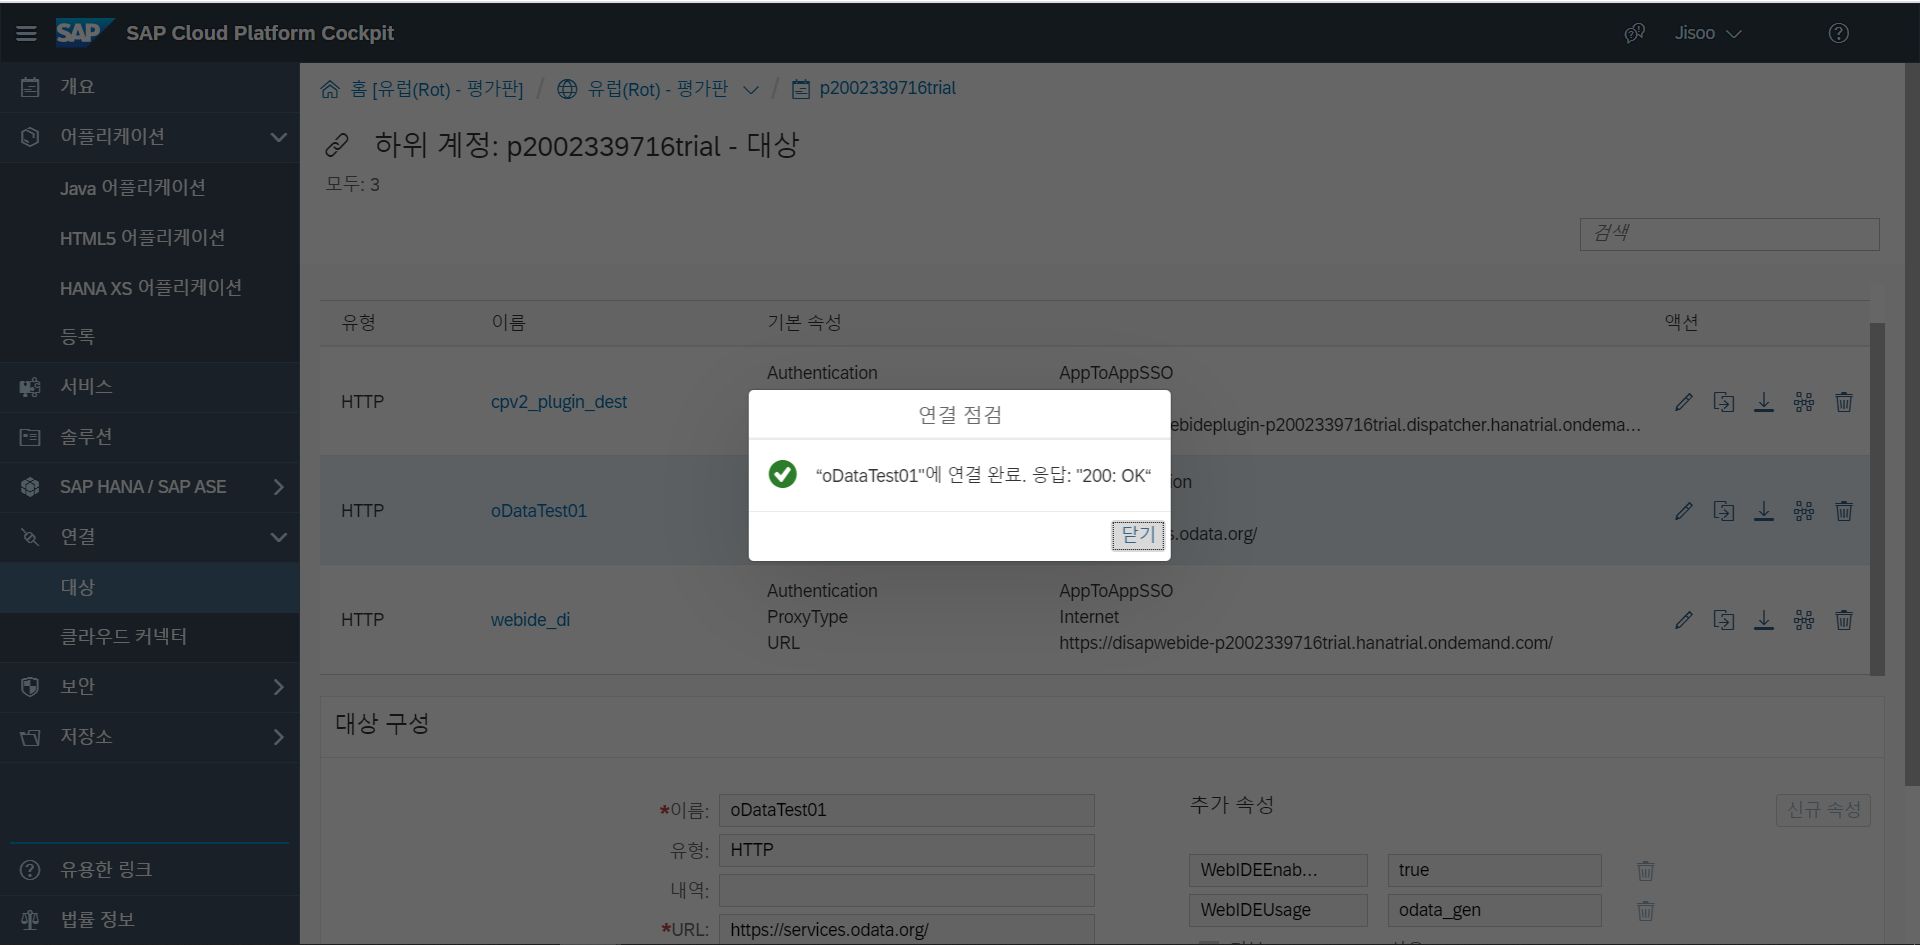 SAP SAP Cloud Platform Cockpit
Jisoo
개요
어플리케이션
Java 어플리케이션
HTML5 어플리케이션
HANA XS 어플리케이션
등록
서비스
솔루션
SAP HANA / SAP ASE
연결
대상
클라우드 커넥터
보안
저장소
유용한 링크
법률 정보
홈 [유럽(Rot) - 평가판] / 유럽(Rot) - 평가판 / p2002339716trial
하위 계정: p2002339716trial - 대상
모두: 3
검색
유형 이름 기본 속성 액션
Authentication AppToAppSSO
HTTP cpv2_plugin_dest
ebideplugin-p2002339716trial.dispatcher.hanatrial.ondema...
연결 점검
“oDataTest01"에 연결 완료. 응답: "200: OK“
닫기
ion
HTTP oDataTest01
s.odata.org/
Authentication AppToAppSSO
HTTP webide_di ProxyType Internet
URL https://disapwebide-p2002339716trial.hanatrial.ondemand.com/
대상 구성
*이름: oDataTest01
유형: HTTP
내역:
*URL: https://services.odata.org/
추가 속성
신규 속성
WebIDEEnab... true
WebIDEUsage odata_gen